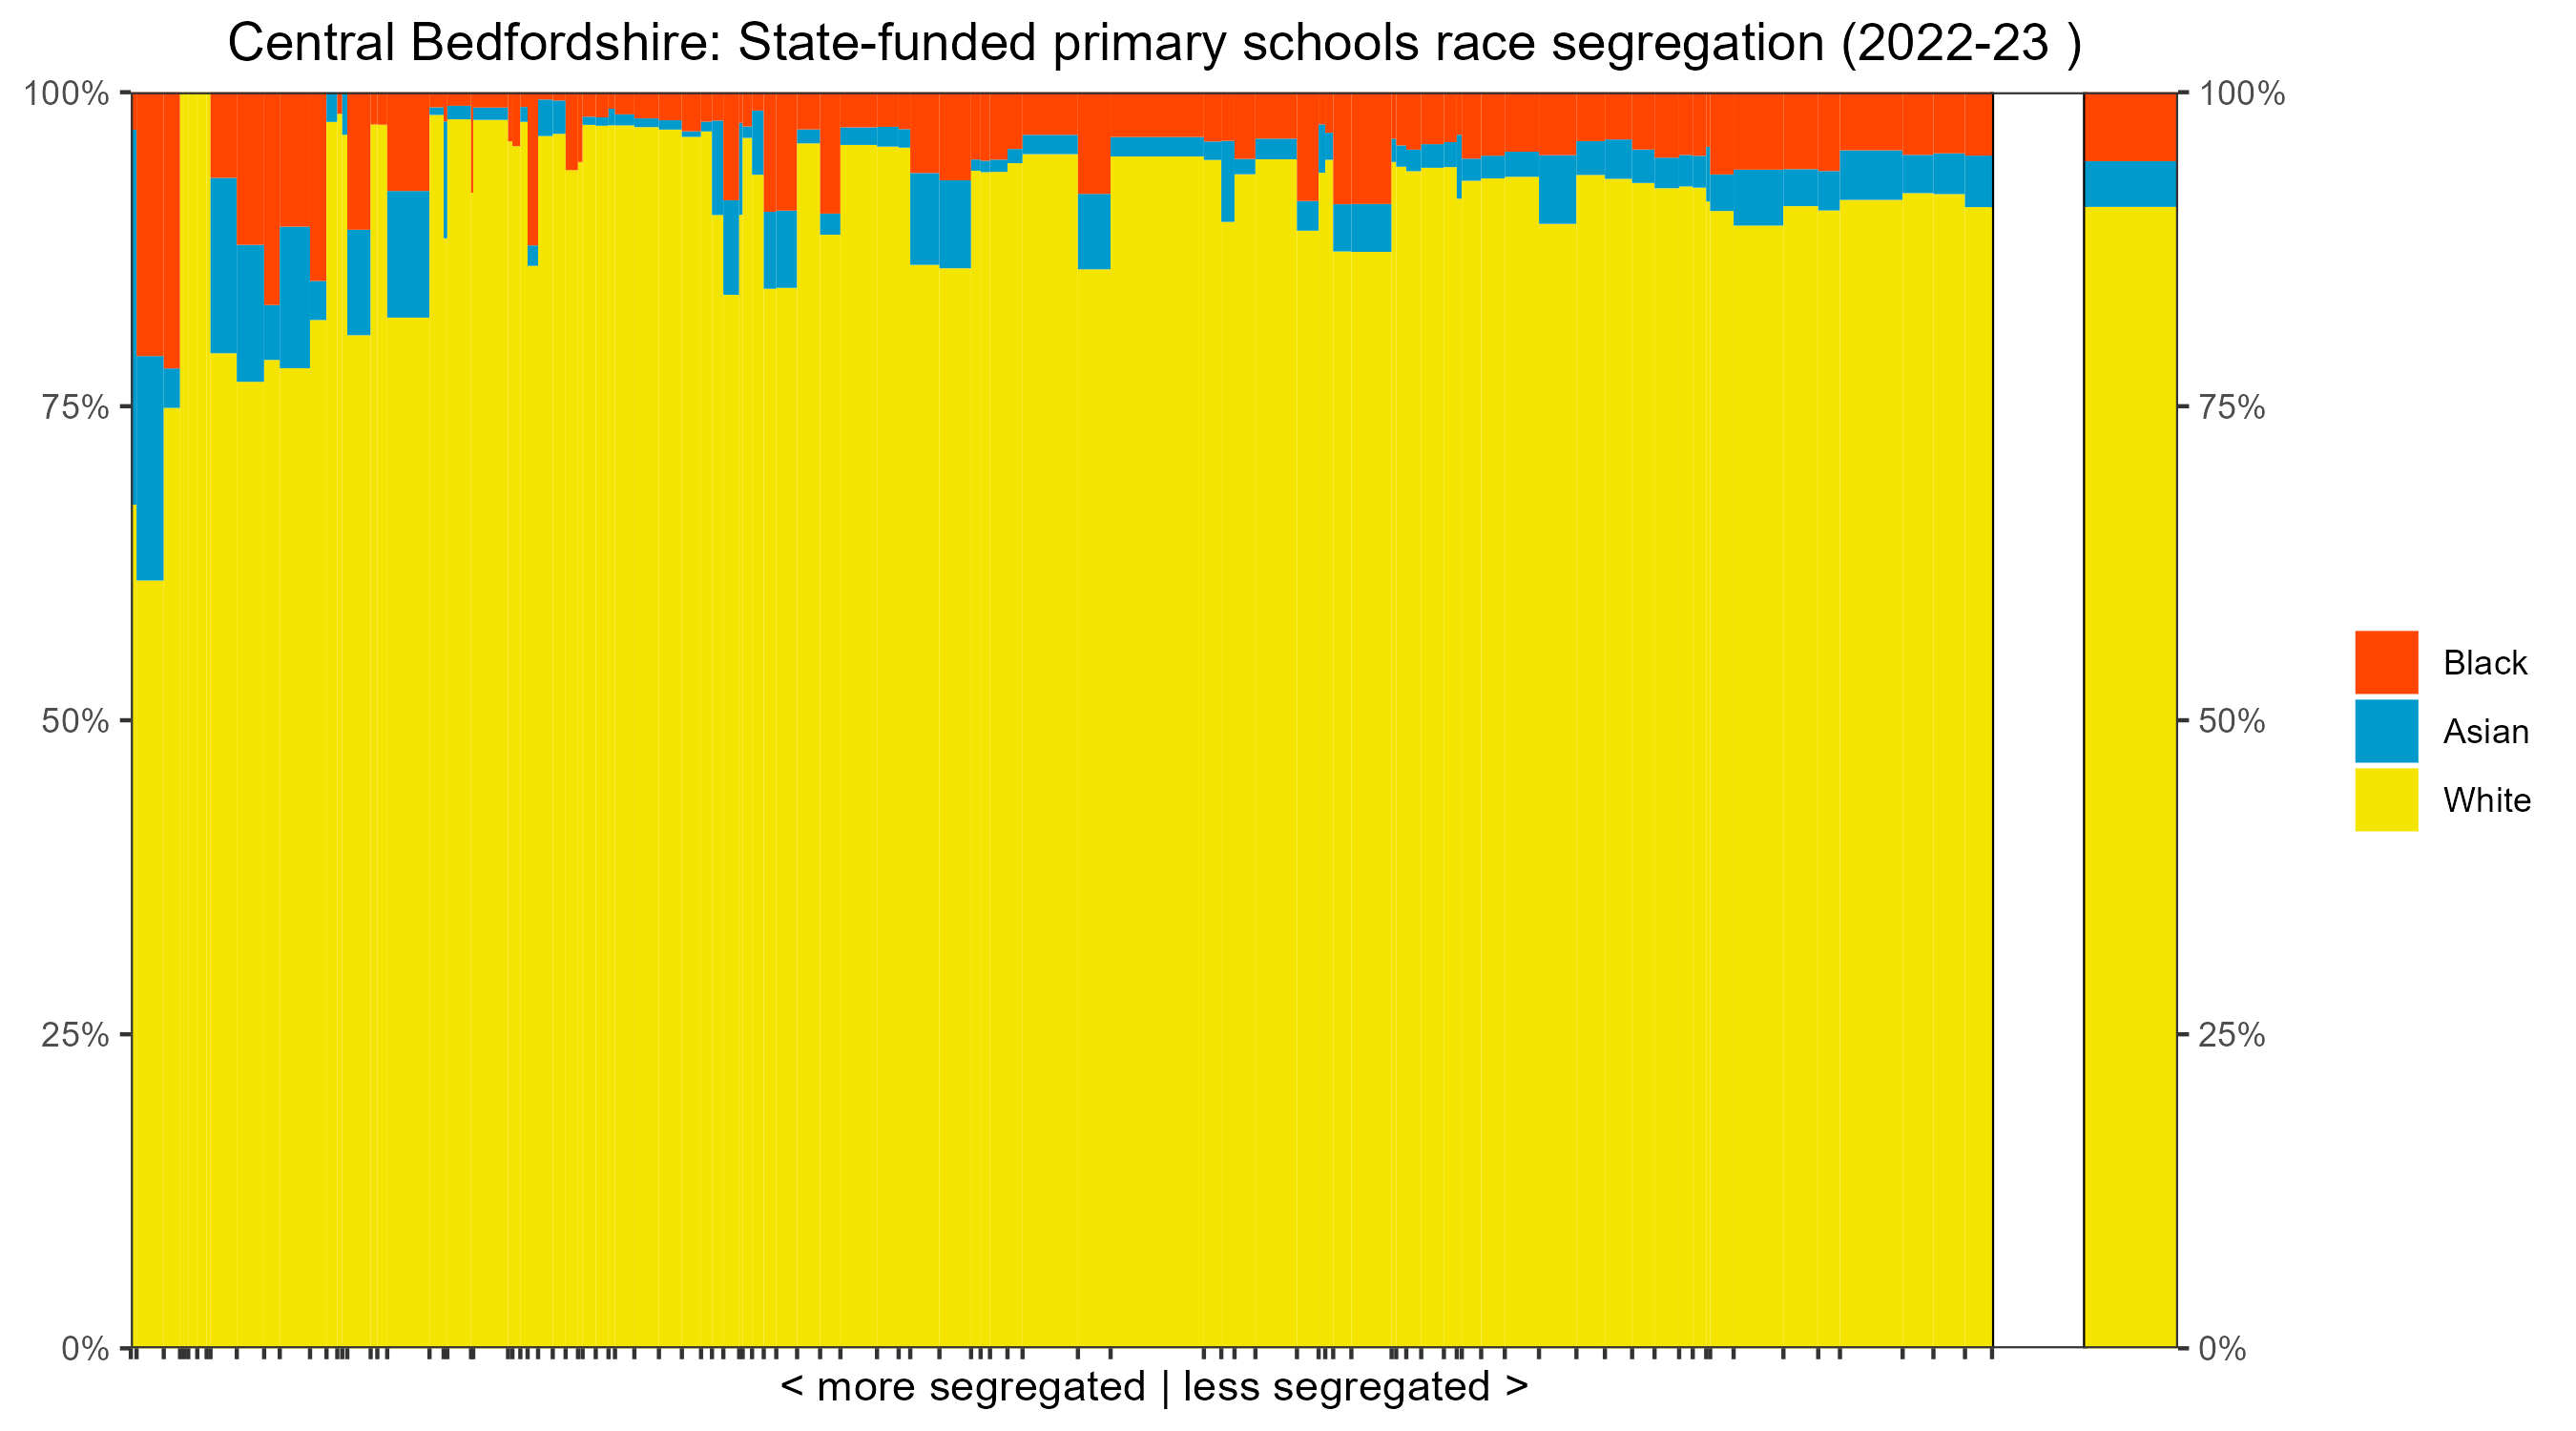 Central Bedfordshire: State-funded primary schools race segregation (2022-23 )
100%
75%
50%
25%
0%
100%
75%
50%
25%
0%
Black
Asian
White
< more segregated | less segregated >